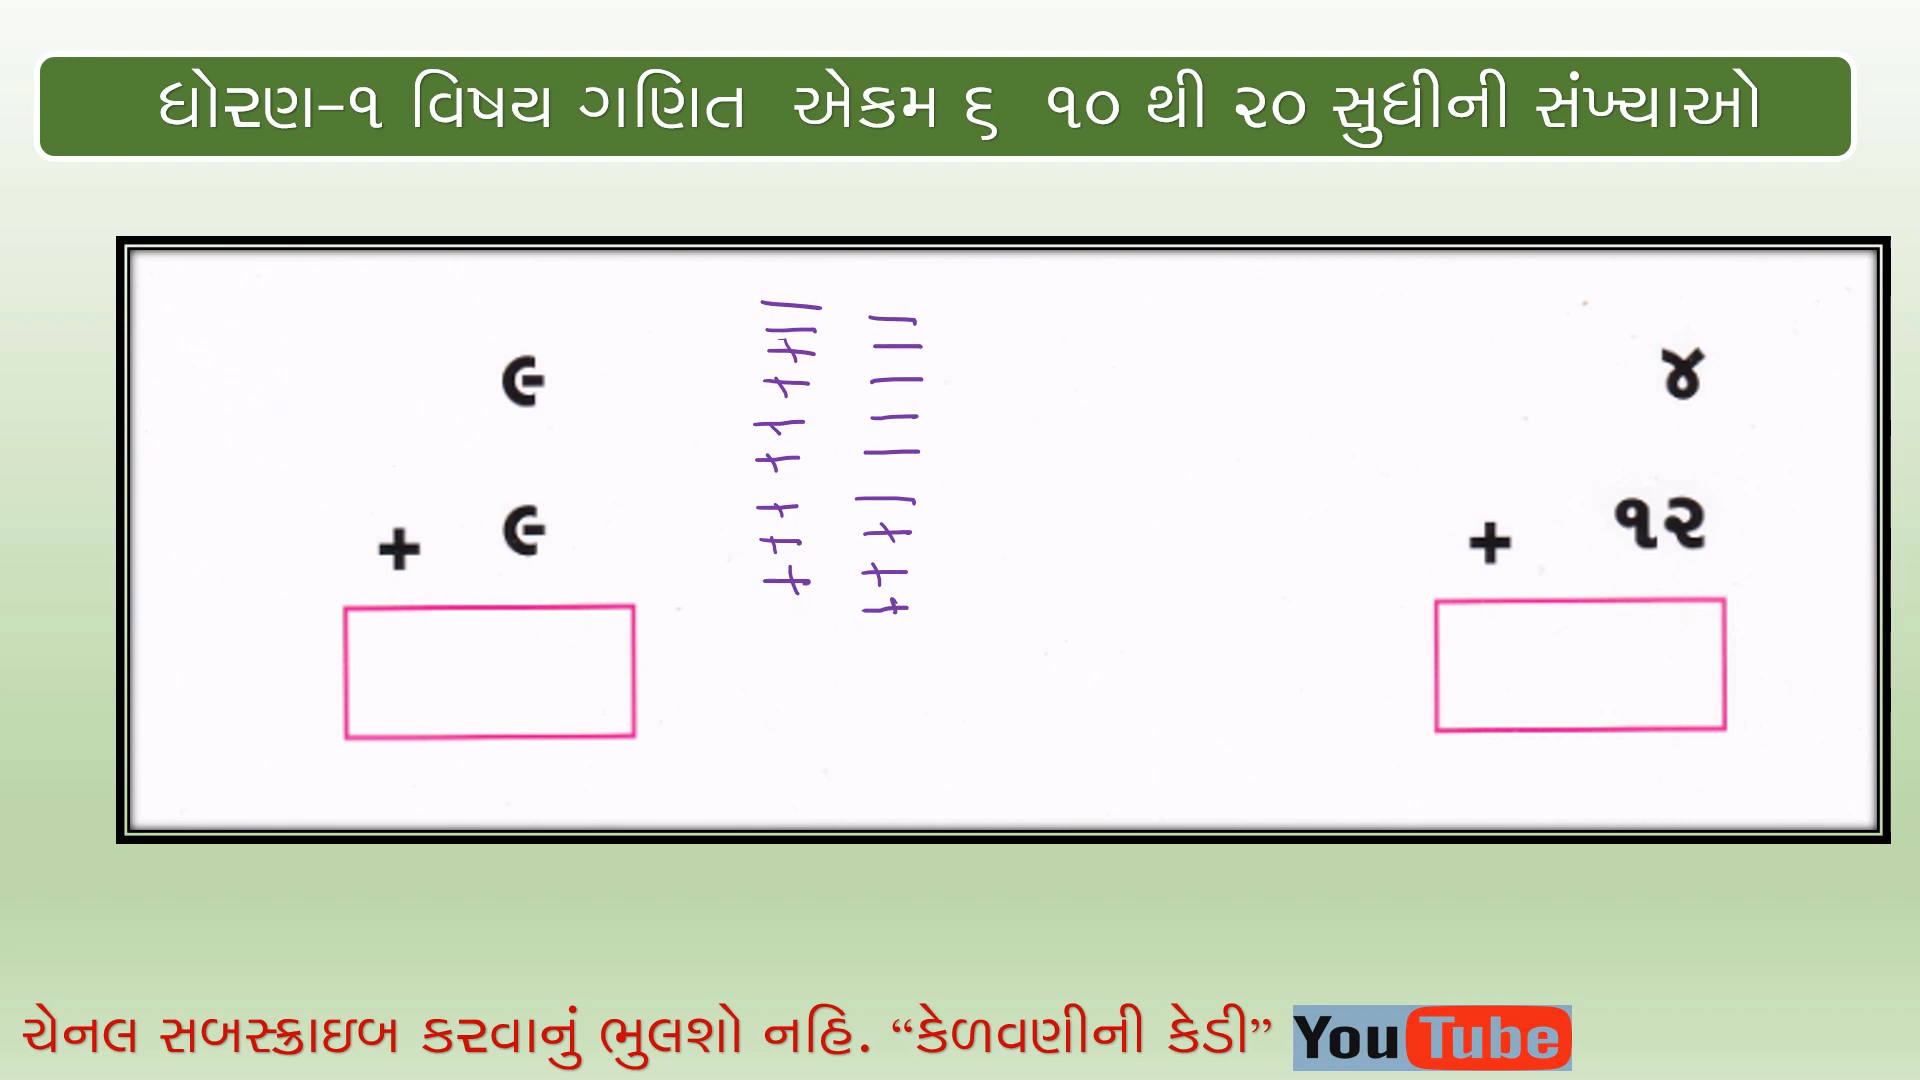 ધોરણ-૧ વિષય ગણિત એકમ ૬ ૧૦ થી ૨૦ સુધીની સંખ્યાઓ
૯
+ ૯
૪
+ ૧૨
ચેનલ સબસ્ક્રાઇબ કરવાનું ભુલશો નહિ. “કેળવણીની કેડી” YouTube